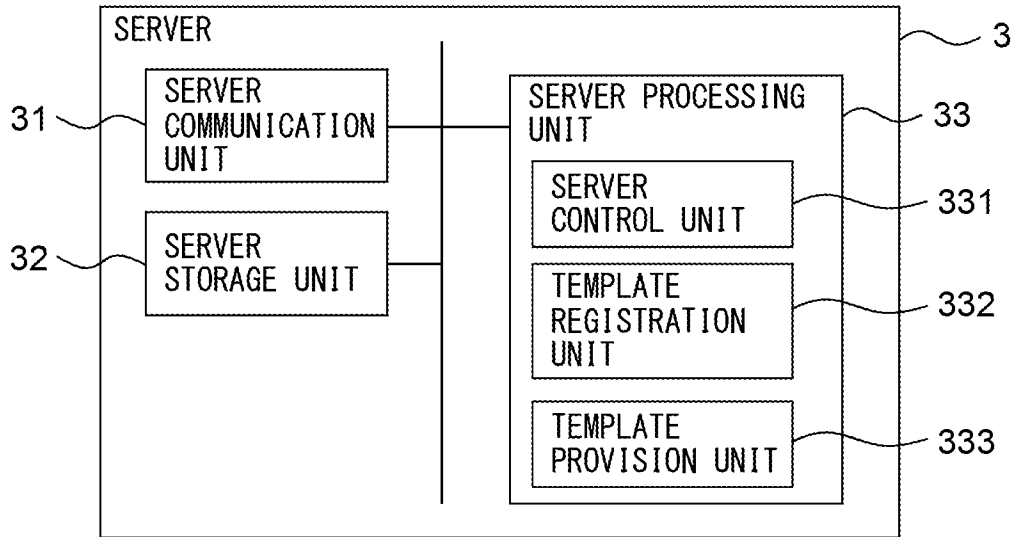 SERVER
3
31
SERVER
COMMUNICATION
UNIT
32
SERVER
STORAGE UNIT
SERVER PROCESSING
UNIT
33
SERVER
CONTROL UNIT
331
TEMPLATE
REGISTRATION
UNIT
332
TEMPLATE
PROVISION UNIT
333